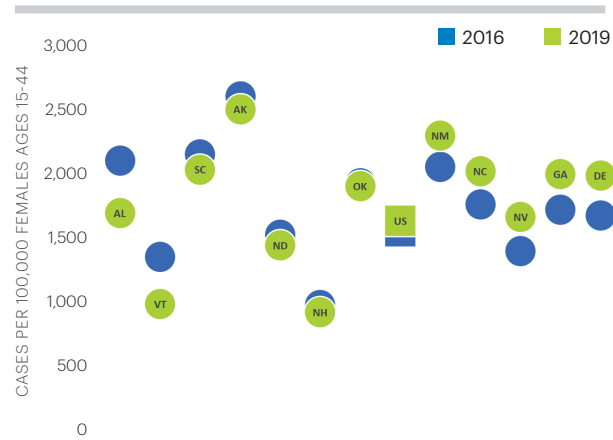 2016
2019
CASES PER 100,000 FEMALES AGES 15-44
3,000
2,500
2,000
1,500
1,000
500
0
AL
VT
SC
AK
ND
NH
OK
US
NM
NC
NV
GA
DE